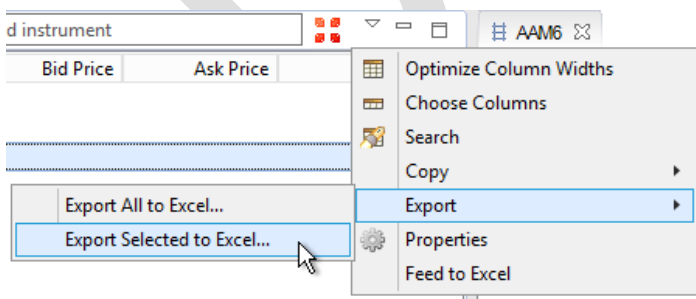 d instrument
AAM6
Bid Price Ask Price
Optimize Column Widths
Choose Columns
Search
Copy
Export
Properties
Feed to Excel
Export All to Excel...
Export Selected to Excel...